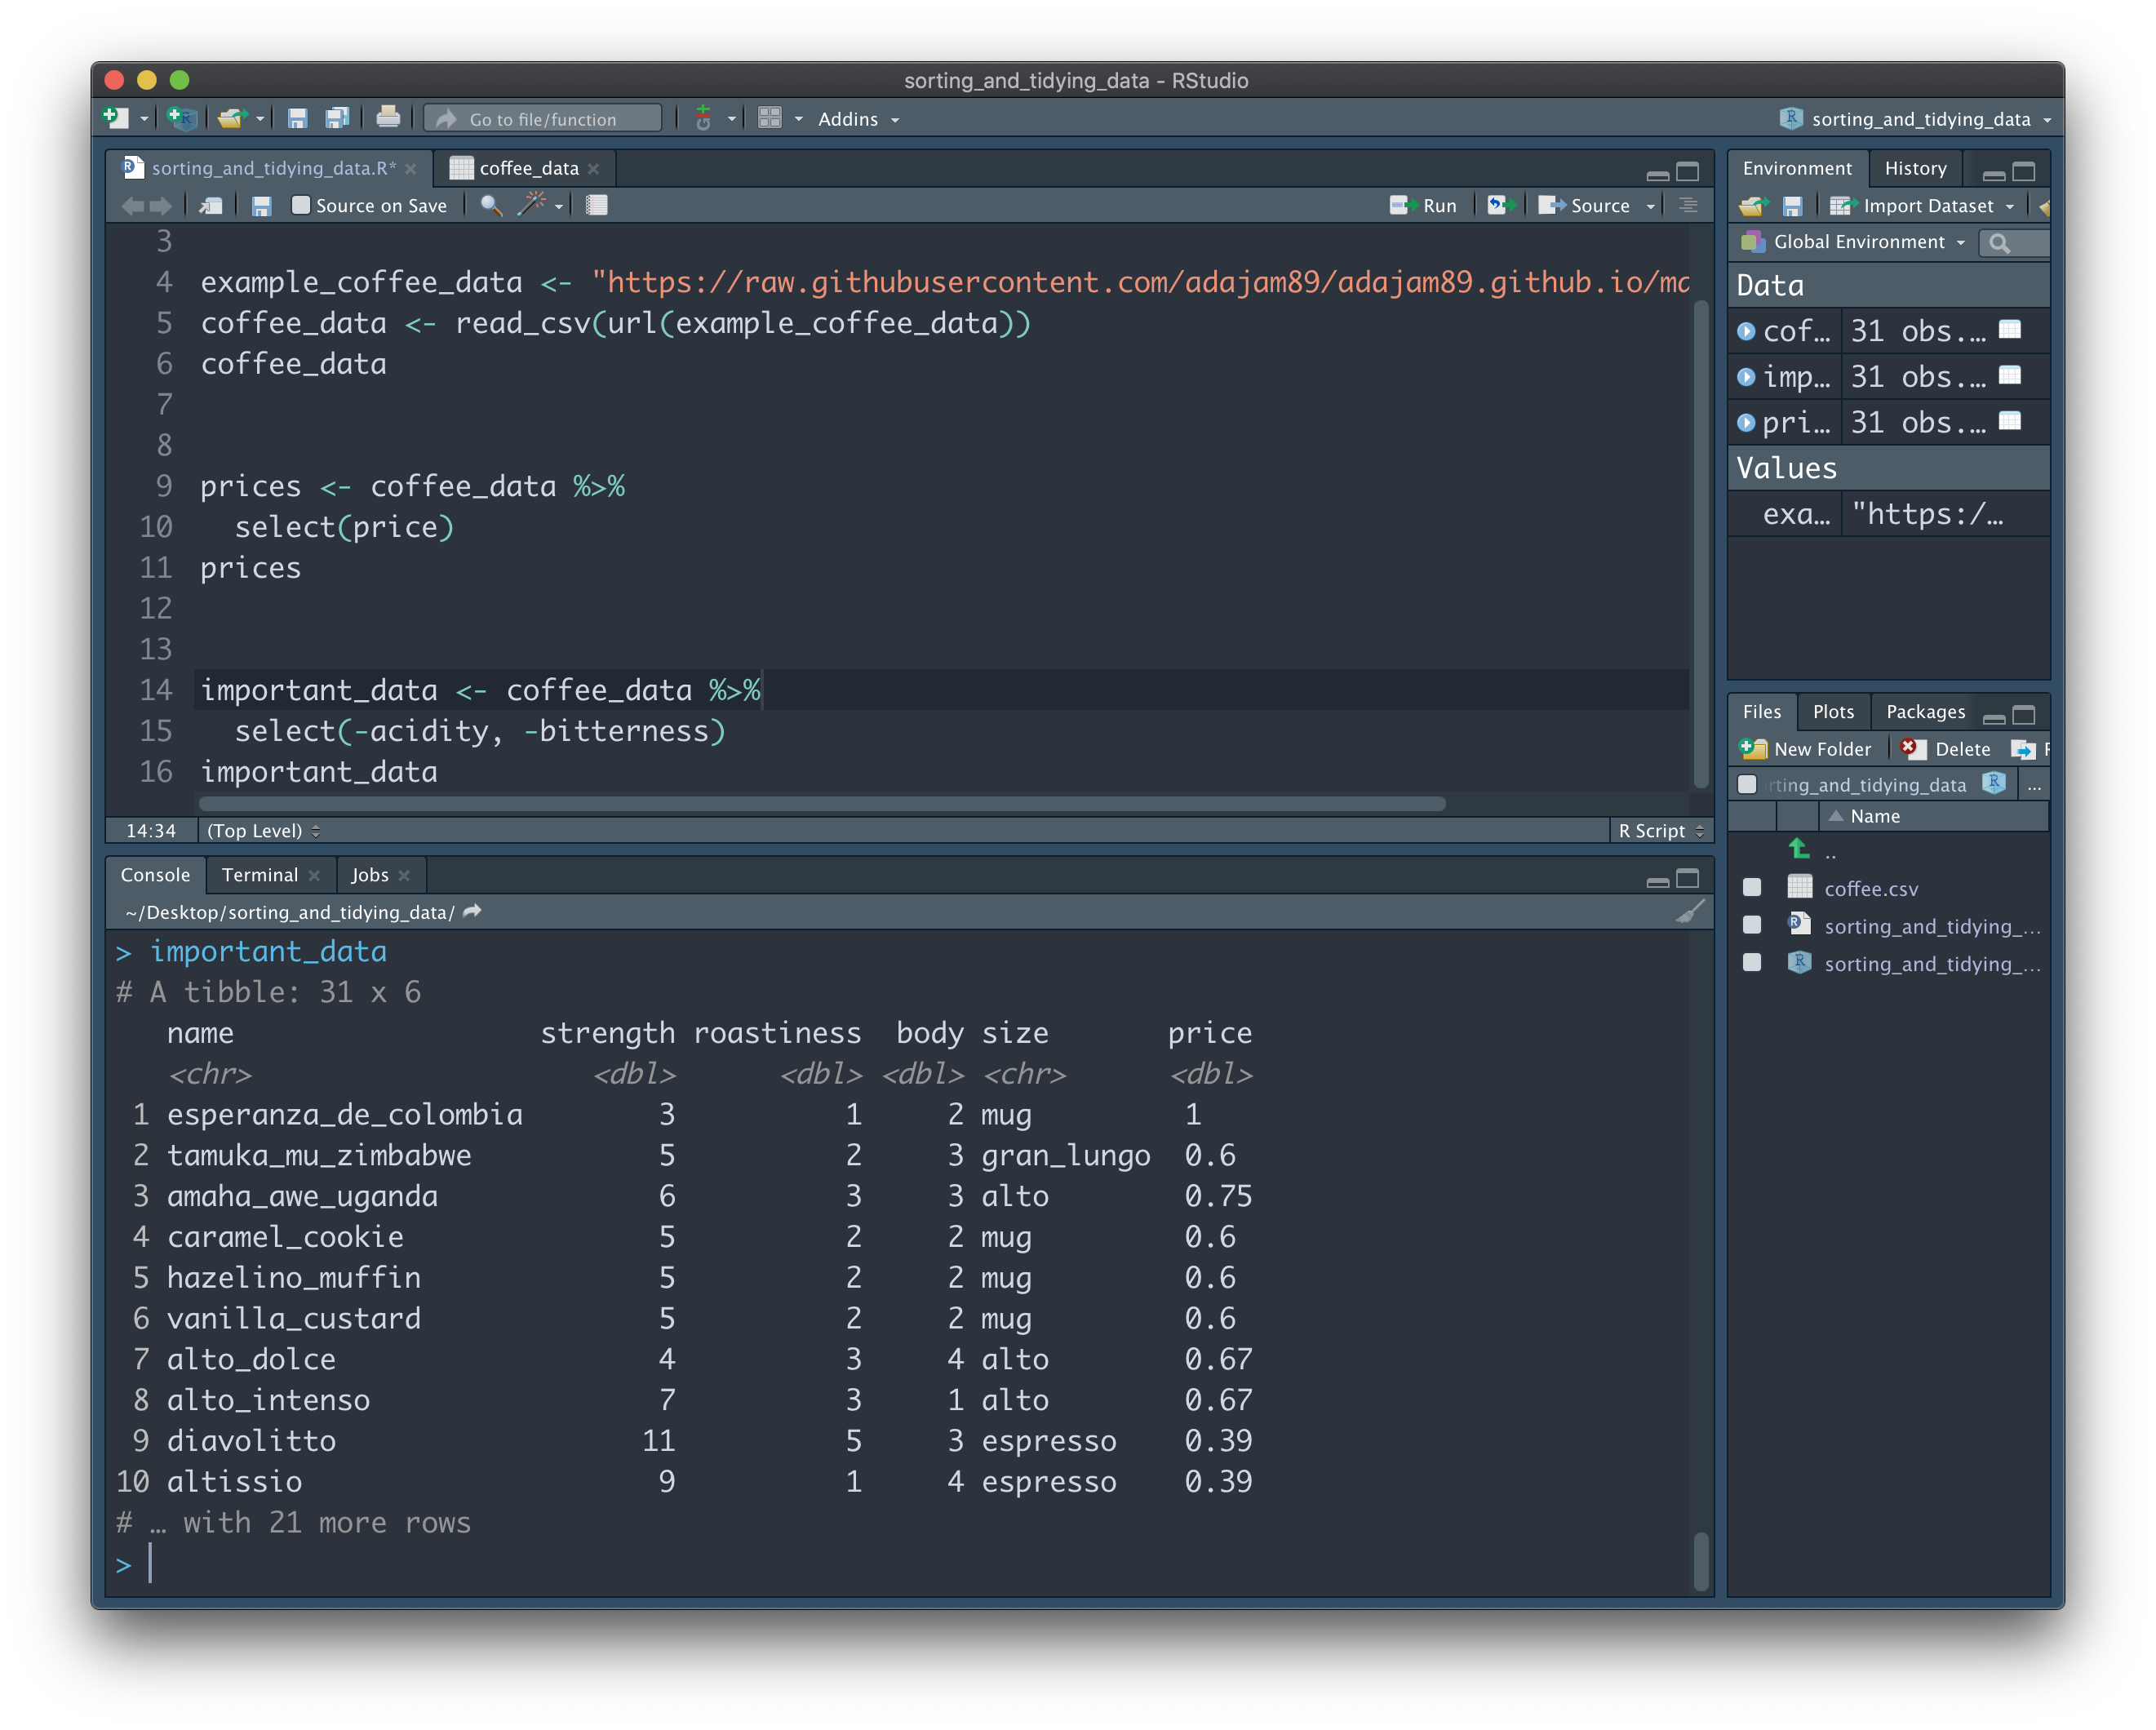 sorting_and_tidying_data - RStudio
Go to file/function
Addins
sorting_and_tidying_data
sorting_and_tidying_data.R*
coffee_data
Source on Save
Run
Source
3
4 example_coffee_data <- "https://raw.githubusercontent.com/adajam89/adajam89.github.io/ma
5 coffee_data <- read_csv(url(example_coffee_data))
6 coffee_data
7
8
9 prices <- coffee_data %>%
10 select(price)
11 prices
12
13
14 important_data <- coffee_data %>%
15 select(-acidity, -bitterness)
16 important_data
14:34 (Top Level)
R Script
Console Terminal Jobs
~/Desktop/sorting_and_tidying_data/
> important_data
# A tibble: 31 x 6
name strength roastiness body size price
<chr> <dbl> <dbl> <dbl> <chr> <dbl>
1 esperanza_de_colombia 3 1 2 mug 1
2 tamuka_mu_zimbabwe 5 2 3 gran_lungo 0.6
3 amaha_awe_uganda 6 3 3 alto 0.75
4 caramel_cookie 5 2 2 mug 0.6
5 hazelino_muffin 5 2 2 mug 0.6
6 vanilla_custard 5 2 2 mug 0.6
7 alto_dolce 4 3 4 alto 0.67
8 alto_intenso 7 3 1 alto 0.67
9 diavolitto 11 5 3 espresso 0.39
10 altissio 9 1 4 espresso 0.39
# … with 21 more rows
>
Environment History
Import Dataset
Global Environment
Data
cof… 31 obs.…
imp… 31 obs.…
pri… 31 obs.…
Values
exa… "https:/…
Files Plots Packages
New Folder Delete R
rting_and_tidying_data ...
Name
..
coffee.csv
sorting_and_tidying_…
sorting_and_tidying_…